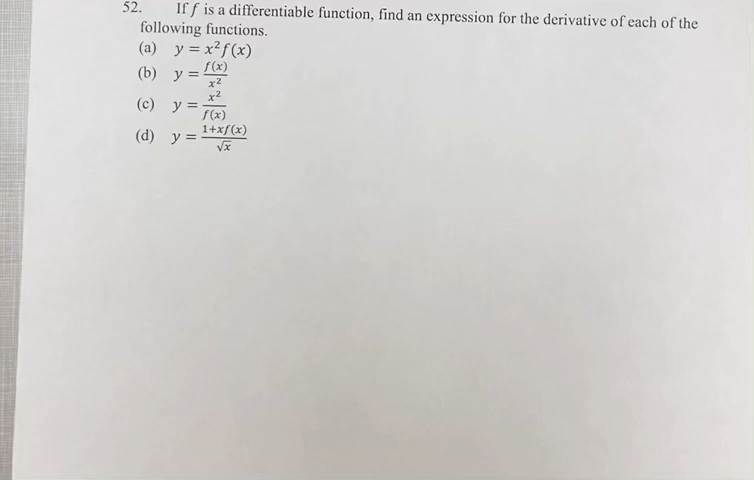 52. If f is a differentiable function, find an expression for the derivative of each of the
following functions.
(a) y = x²f(x)
(b) y = f(x)/x²
(c) y = x²/f(x)
(d) y = 1+xf(x)/√x